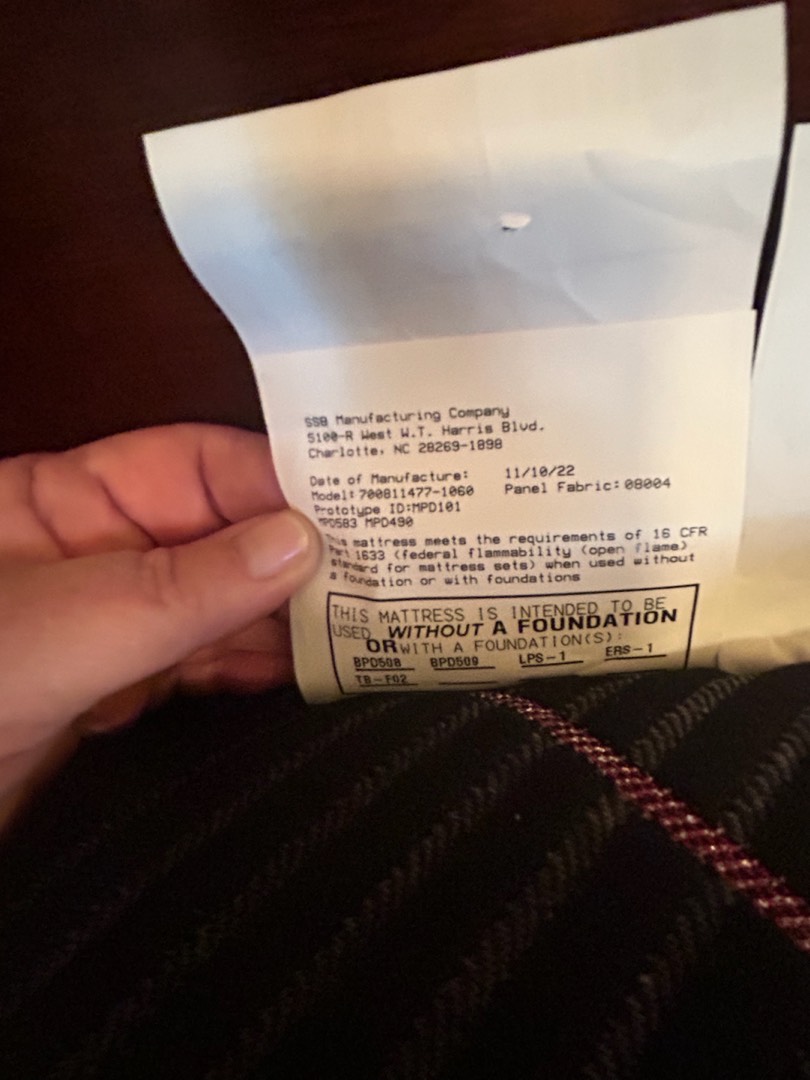 SSB Manufacturing Company
5100-R West W.T. Harris Blvd.
Charlotte, NC 28269-1898
Date of Manufacture: 11/10/22
Model: 700811477-1060 Panel Fabric: 08004
Prototype ID:MPD101
MPD583 MPD490
This mattress meets the requirements of 16 CFR
Part 1633 (federal flammability (open flame)
standard for mattress sets) when used without
a foundation or with foundations
THIS MATTRESS IS INTENDED TO BE
USED WITHOUT A FOUNDATION
OR WITH A FOUNDATION(S):
BPD508 BPD509 LPS-1 ERS-1
TB-F02